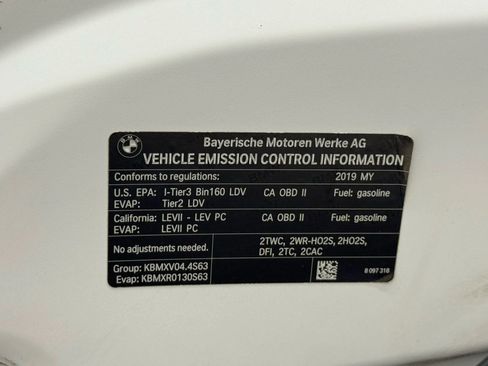 BMW
Bayerische Motoren Werke AG
VEHICLE EMISSION CONTROL INFORMATION
Conforms to regulations: 2019 MY
U.S. EPA: I-Tier3 Bin160 LDV CA OBD II Fuel: gasoline
EVAP: Tier2 LDV
California: LEVII - LEV PC CA OBD II Fuel: gasoline
EVAP: LEVII PC
No adjustments needed. 2TWC, 2WR-HO2S, 2HO2S,
DFI, 2TC, 2CAC
Group: KBMXV04.4S63
Evap: KBMXR0130S63
8 097 318